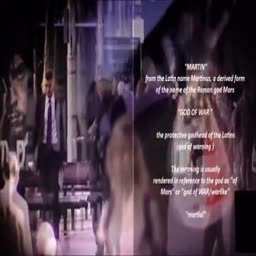 "MARTIN"
from the Latin name Martinus, a derived form
of the name of the Roman god Mars
"GOD OF WAR"
the protective godhead of the Latins
(god of warning )
The meaning is usually
rendered in reference to the god as "of
Mars" or "god of WAR/warlike"
"martial"